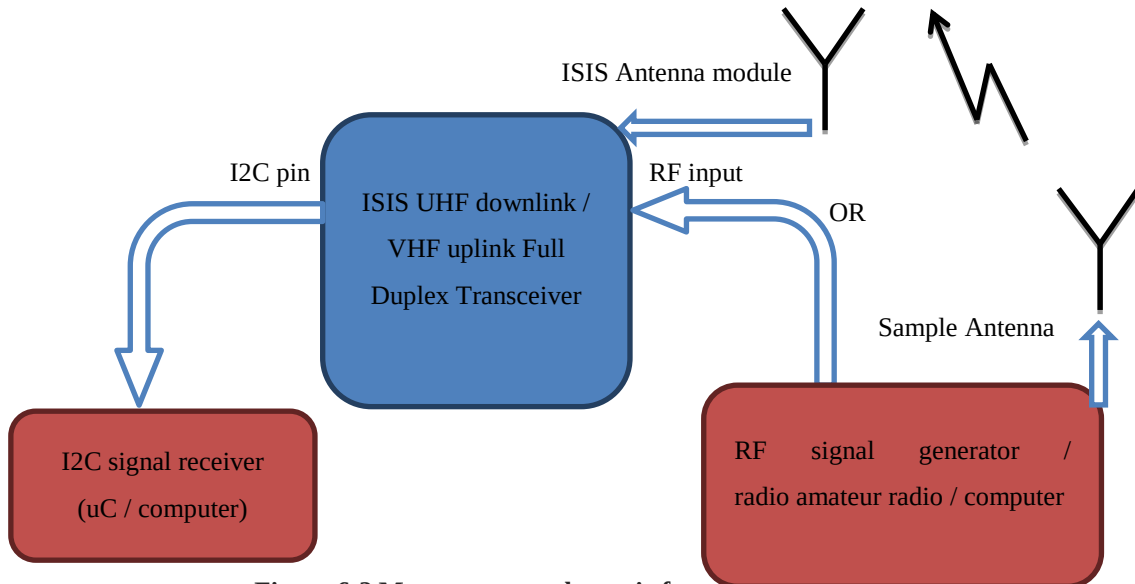 ISIS Antenna module
I2C pin
RF input
ISIS UHF downlink /
VHF uplink Full
Duplex Transceiver
OR
Sample Antenna
I2C signal receiver
(uC / computer)
RF signal generator /
radio amateur radio / computer